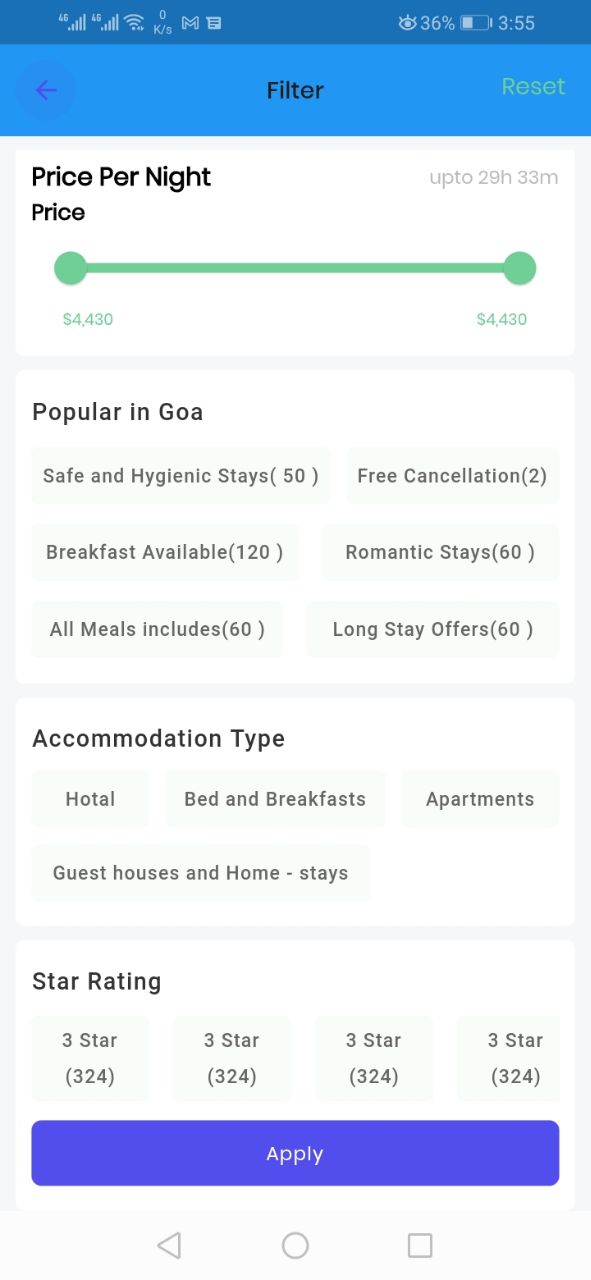 4G 4G 0 K/s 36% 3:55
Filter Reset
Price Per Night upto 29h 33m
Price
$4,430 $4,430
Popular in Goa
Safe and Hygienic Stays( 50 ) Free Cancellation(2)
Breakfast Available(120 ) Romantic Stays(60 )
All Meals includes(60 ) Long Stay Offers(60 )
Accommodation Type
Hotal Bed and Breakfasts Apartments
Guest houses and Home - stays
Star Rating
3 Star 3 Star 3 Star 3 Star
(324) (324) (324) (324)
Apply